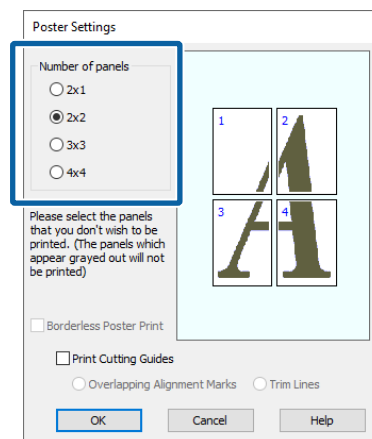 Poster Settings
Number of panels
2x1
2x2
3x3
4x4
1
2
3
4
Please select the panels
that you don't wish to be
printed. (The panels which
appear grayed out will not
be printed)
Borderless Poster Print
Print Cutting Guides
Overlapping Alignment Marks Trim Lines
OK Cancel Help